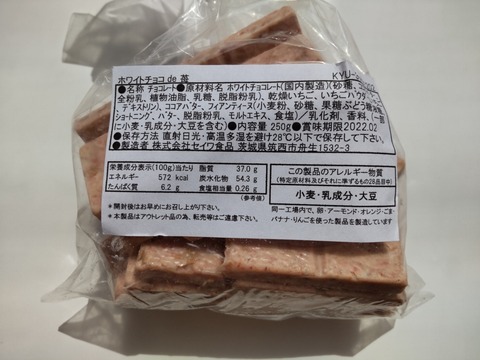 ホワイトチョコ de 苺
KYU-
●名称 チョコレート●原材料名 ホワイトチョコレート(国内製造)(砂糖、
全粉乳、植物油脂、乳糖、脱脂粉乳)、乾燥いちご、いちごパウダー
デキストリン)、ココアバター、フィアンティーヌ(小麦粉、砂糖、果糖ぶどう糖
ショートニング、バター、脱脂粉乳、モルトエキス、食塩)/乳化剤、香料、(一部
に小麦・乳成分・大豆を含む)●内容量 250g●賞味期限2022.02
●保存方法 直射日光・高温多湿を避け28℃以下で保存して下さい。
●製造者 株式会社セイワ食品 茨城県筑西市舟生1532-3
栄養成分表示(100g)当たり 脂質 37.0 g
エネルギー 572 kcal 炭水化物 54.3 g
たんぱく質 6.2 g 食塩相当量 0.26 g
(参考値)
*開封後はお早めにお召し上がり下さい。
*本製品はアウトレット品の為、転売等はご遠慮下さい。
この製品のアレルギー物質
(特定原材料及びそれに準ずるもの28品目中)
小麦・乳成分・大豆
同一工場内で、卵・アーモンド・オレンジ・ごま・
バナナ・りんごを使った製品を製造しています